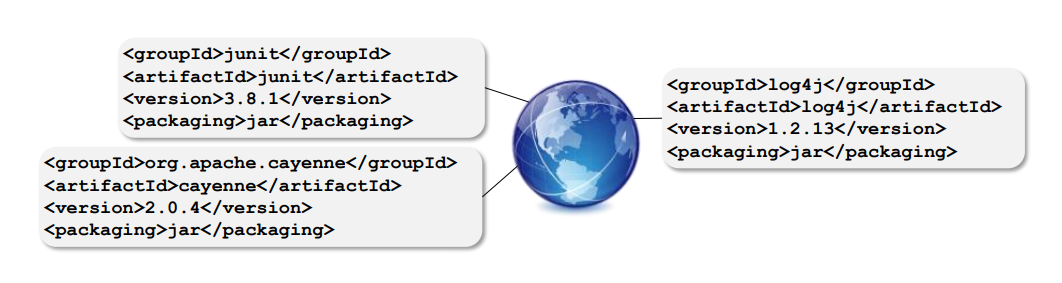 <groupId>junit</groupId>
<artifactId>junit</artifactId>
<version>3.8.1</version>
<packaging>jar</packaging>
<groupId>org.apache.cayenne</groupId>
<artifactId>cayenne</artifactId>
<version>2.0.4</version>
<packaging>jar</packaging>
<groupId>log4j</groupId>
<artifactId>log4j</artifactId>
<version>1.2.13</version>
<packaging>jar</packaging>